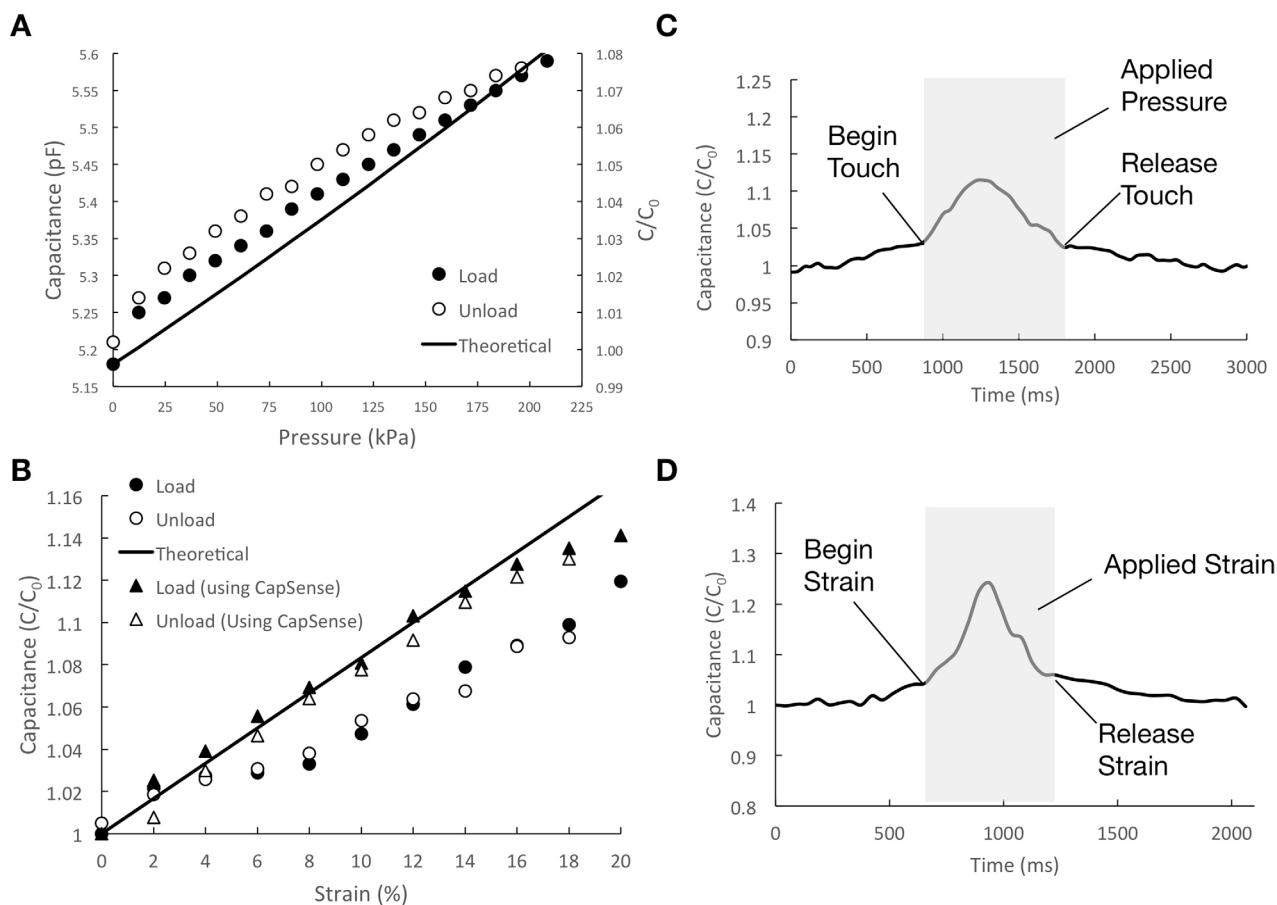 A
5.6
5.55
5.5
5.45
5.4
5.35
5.3
5.25
5.2
5.15
Capacitance (pF)
1.08
1.07
1.06
1.05
1.04
1.03
1.02
1.01
1.00
0.99
C/C0
Load
Unload
Theoretical
0 25 50 75 100 125 150 175 200 225
Pressure (kPa)
B
1.16
1.14
1.12
1.1
1.08
1.06
1.04
1.02
1
Capacitance (C/C0)
Load
Unload
Theoretical
Load (using CapSense)
Unload (Using CapSense)
0 2 4 6 8 10 12 14 16 18 20
Strain (%)
C
1.25
1.2
1.15
1.1
1.05
1
0.95
0.9
Capacitance (C/C0)
Begin
Touch
Applied
Pressure
Release
Touch
0 500 1000 1500 2000 2500 3000
Time (ms)
D
1.4
1.3
1.2
1.1
1
0.9
0.8
Capacitance (C/C0)
Begin
Strain
Applied Strain
Release
Strain
0 500 1000 1500 2000
Time (ms)